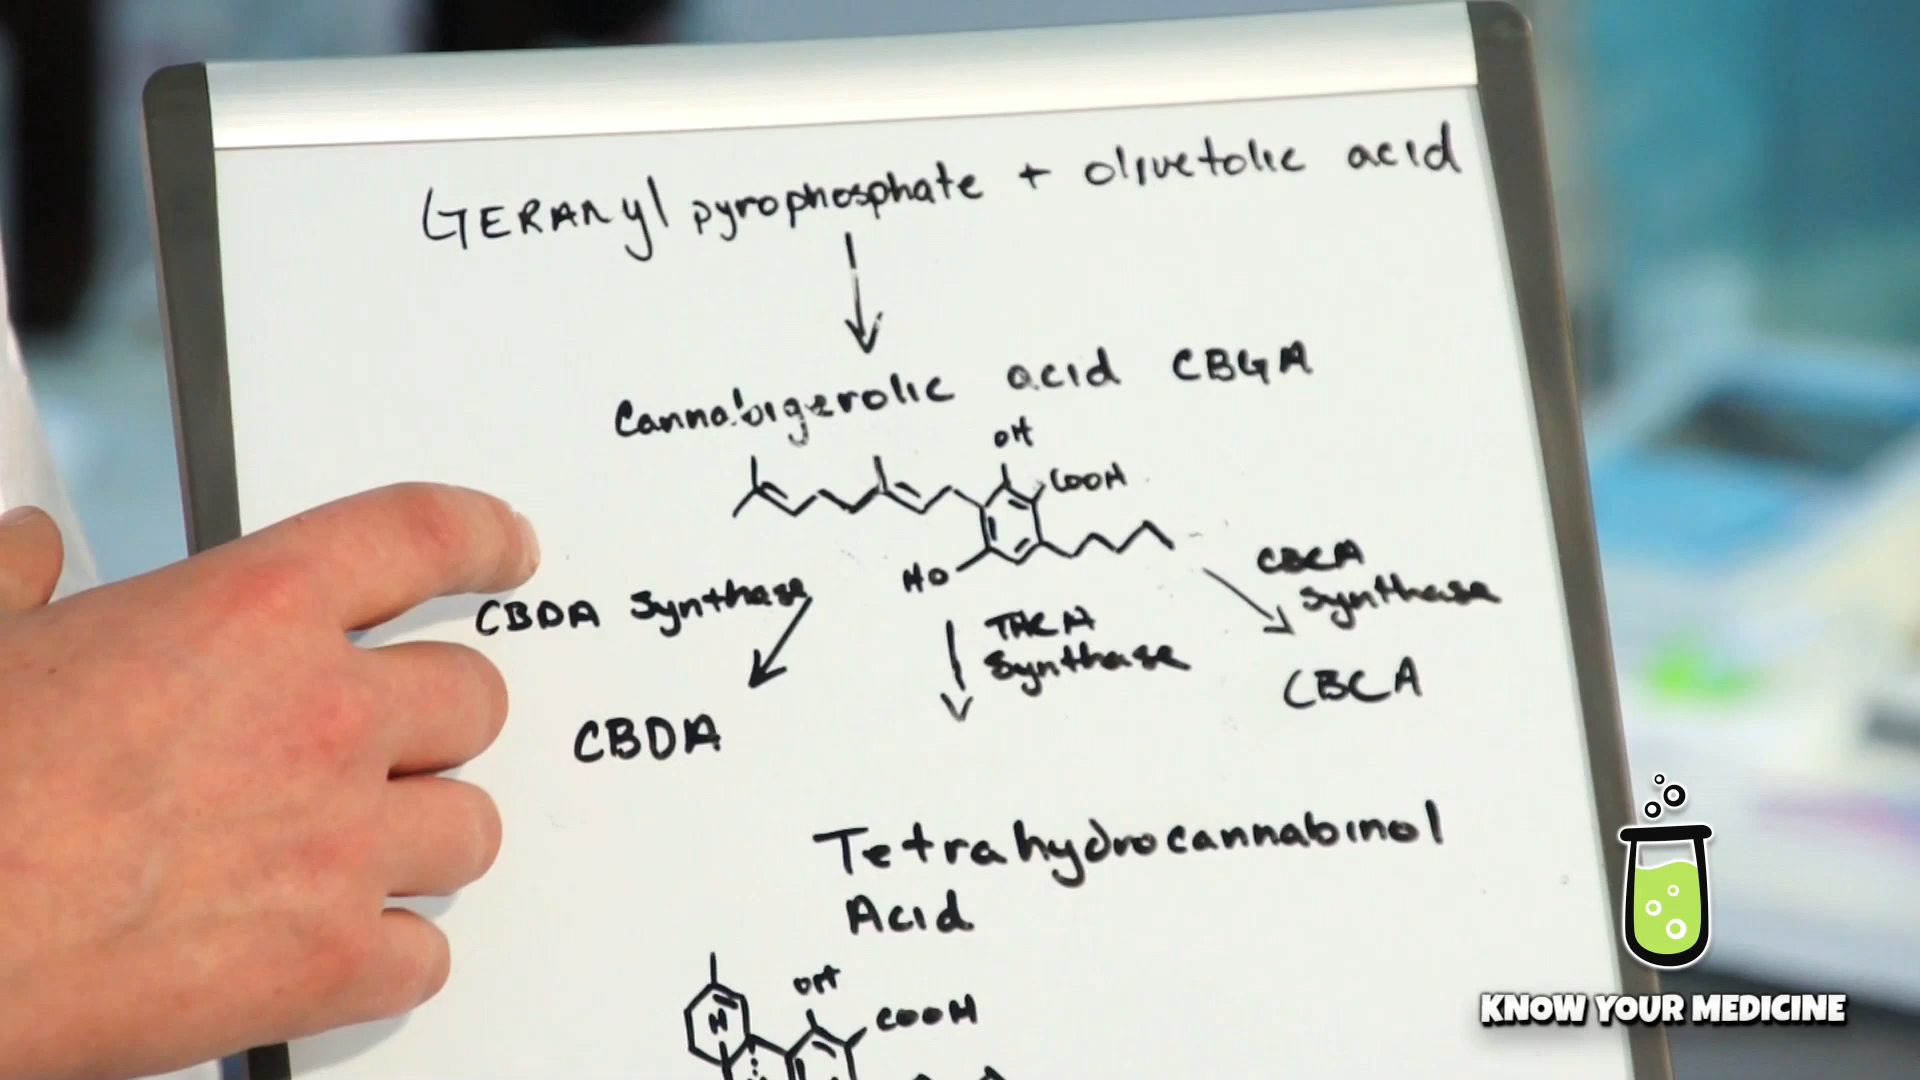 GERANYL pyrophosphate + olivetolic acid
Cannabigerolic acid CBGA
OH
COOH
HO
CBDA Synthase
THCA
Synthase
CBCA
Synthase
CBDA
CBCA
Tetrahydrocannabinol
Acid
OH
COOH
H
KNOW YOUR MEDICINE